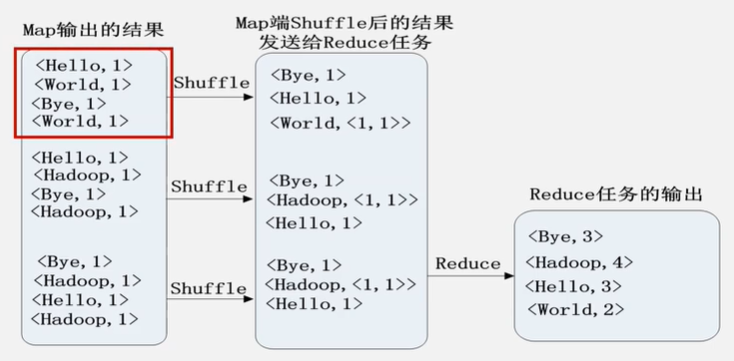 Map输出的结果
<Hello,1>
<World,1>
<Bye,1>
<World,1>
<Hello,1>
<Hadoop,1>
<Bye,1>
<Hadoop,1>
<Bye,1>
<Hadoop,1>
<Hello,1>
<Hadoop,1>
Shuffle
Shuffle
Shuffle
Map端Shuffle后的结果
发送给Reduce任务
<Bye,1>
<Hello,1>
<World,<1,1>>
<Bye,1>
<Hadoop,<1,1>>
<Hello,1>
<Bye,1>
<Hadoop,<1,1>>
<Hello,1>
Reduce
Reduce任务的输出
<Bye,3>
<Hadoop,4>
<Hello,3>
<World,2>